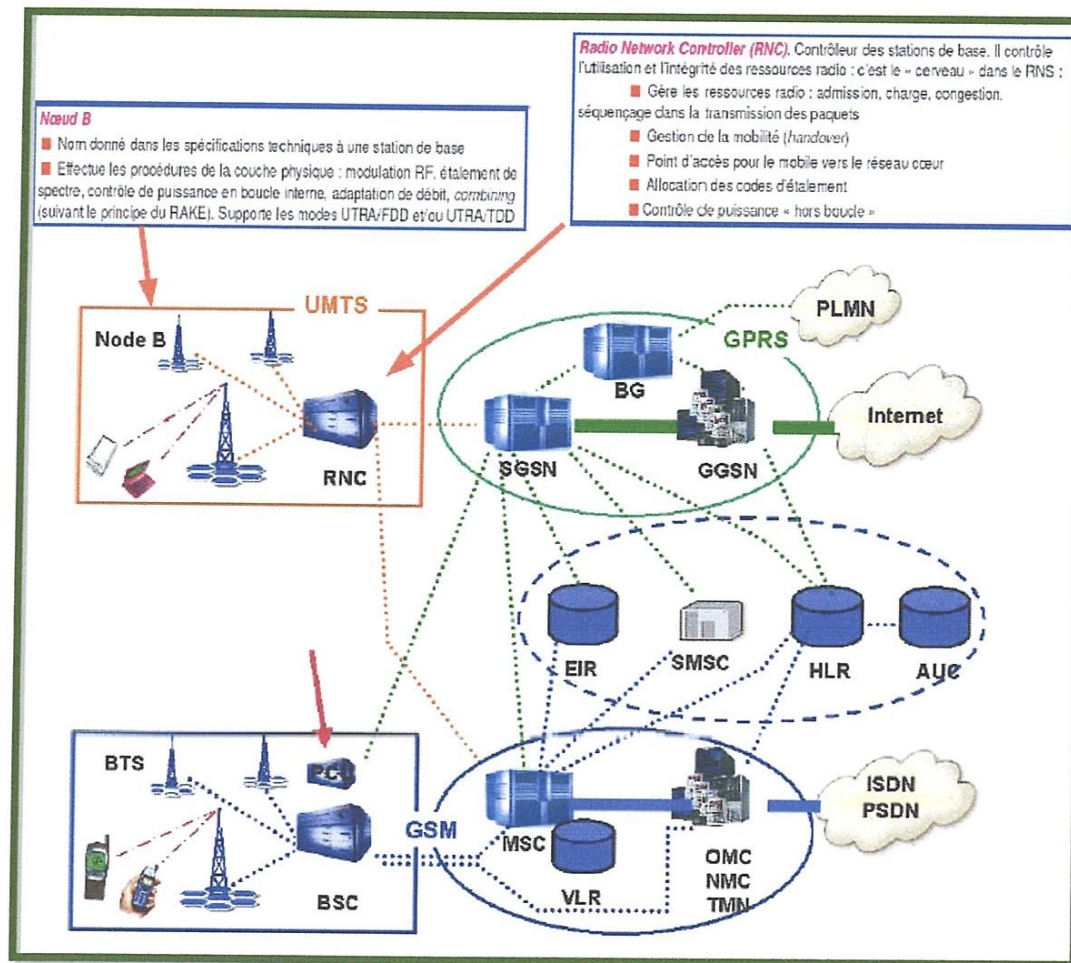 Radio Network Controller (RNC). Contrôleur des stations de base. Il contrôle
l'utilisation et l'intégrité des ressources radio : c'est le « cerveau » dans le RNS :
Gère les ressources radio : admission, charge, congestion,
séquençage dans la transmission des paquets
Gestion de la mobilité (handover)
Point d'accès pour le mobile vers le réseau cœur
Allocation des codes d'étalement
Contrôle de puissance « hors boucle »
Nœud B
Nom donné dans les spécifications techniques à une station de base
Effectue les procédures de la couche physique : modulation RF, étalement de
spectre, contrôle de puissance en boucle interne, adaptation de débit, combining
(suivant le principe du RAKE). Supporte les modes UTRA/FDD et/ou UTRA/TDD
UMTS
Node B
RNC
PLMN
GPRS
BG
SGSN
GGSN
Internet
EIR
SMSC
HLR
AUC
BTS
PCU
BSC
GSM
MSC
VLR
OMC
NMC
TMN
ISDN
PSDN